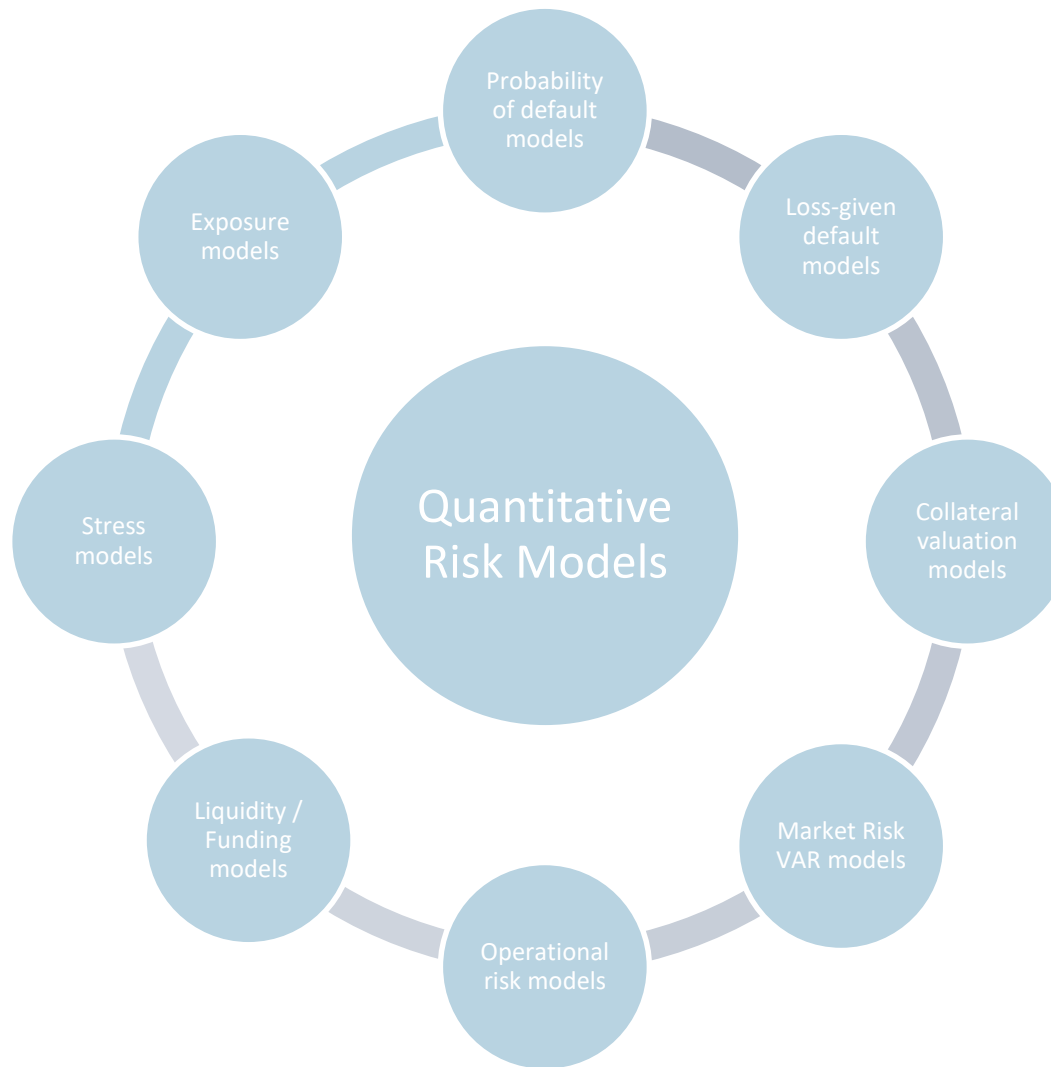 Probability
of default
models
Loss-given
default
models
Collateral
valuation
models
Market Risk
VAR models
Operational
risk models
Liquidity /
Funding
models
Stress
models
Exposure
models
Quantitative
Risk Models